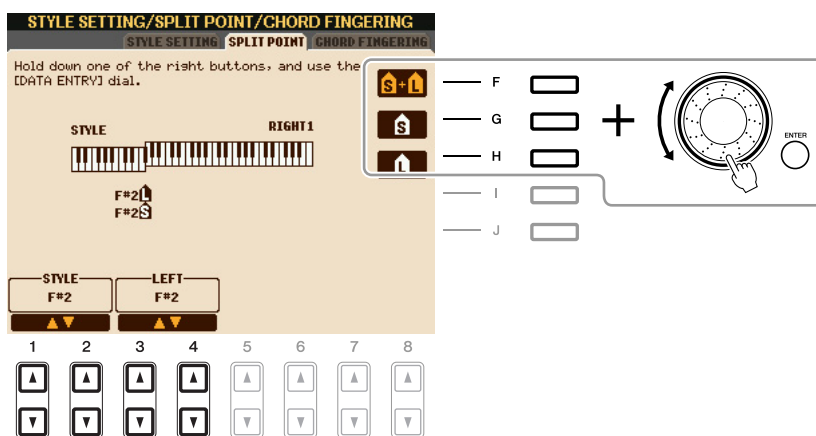 STYLE SETTING/SPLIT POINT/CHORD FINGERING
STYLE SETTING SPLIT POINT CHORD FINGERING
Hold down one of the right buttons, and use the
[DATA ENTRY] dial.
STYLE RIGHT1
F#2 L
F#2 S
S+L
S
L
F
G
H
I
J
+
ENTER
STYLE LEFT
F#2 F#2
▲▼ ▲▼
1 2 3 4 5 6 7 8